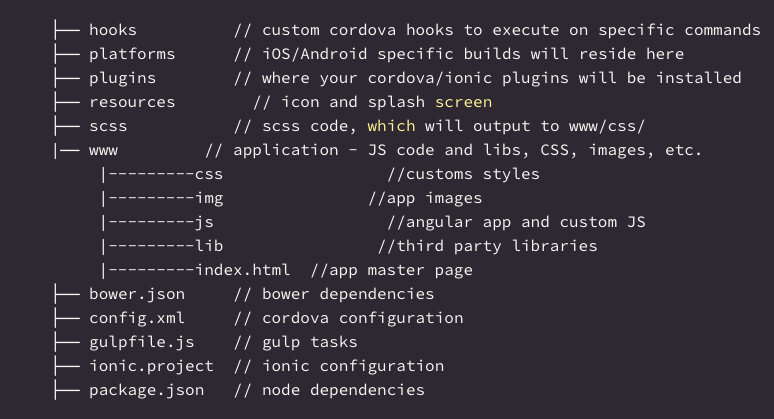 ├── hooks          // custom cordova hooks to execute on specific commands
├── platforms      // iOS/Android specific builds will reside here
├── plugins        // where your cordova/ionic plugins will be installed
├── resources        // icon and splash screen
├── scss           // scss code, which will output to www/css/
|── www         // application - JS code and libs, CSS, images, etc.
     |---------css                 //customs styles
     |---------img               //app images
     |---------js                  //angular app and custom JS
     |---------lib                //third party libraries
     |---------index.html  //app master page
├── bower.json     // bower dependencies
├── config.xml     // cordova configuration
├── gulpfile.js    // gulp tasks
├── ionic.project  // ionic configuration
├── package.json   // node dependencies